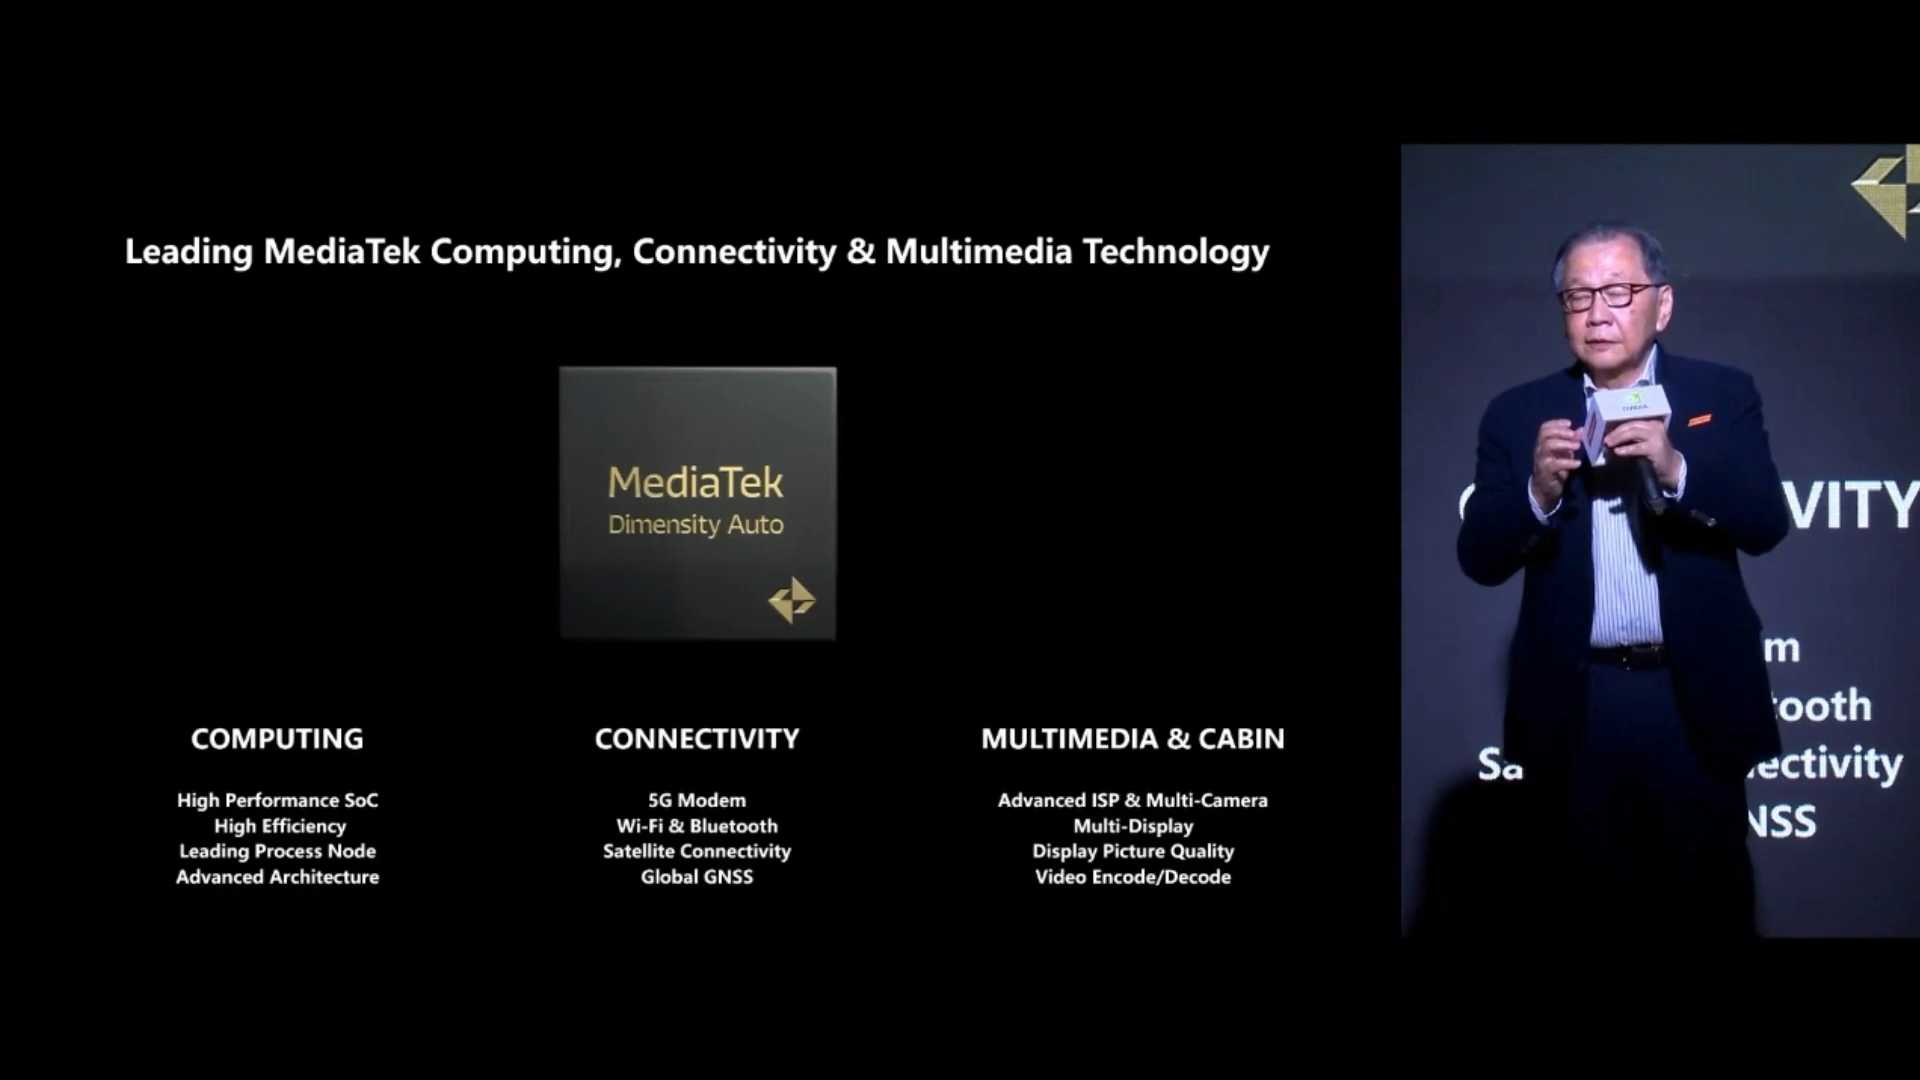 Leading MediaTek Computing, Connectivity & Multimedia Technology
MediaTek
Dimensity Auto
COMPUTING
High Performance SoC
High Efficiency
Leading Process Node
Advanced Architecture
CONNECTIVITY
5G Modem
Wi-Fi & Bluetooth
Satellite Connectivity
Global GNSS
MULTIMEDIA & CABIN
Advanced ISP & Multi-Camera
Multi-Display
Display Picture Quality
Video Encode/Decode
NVIDIA
VITY
m
tooth
Sa ectivity
NSS